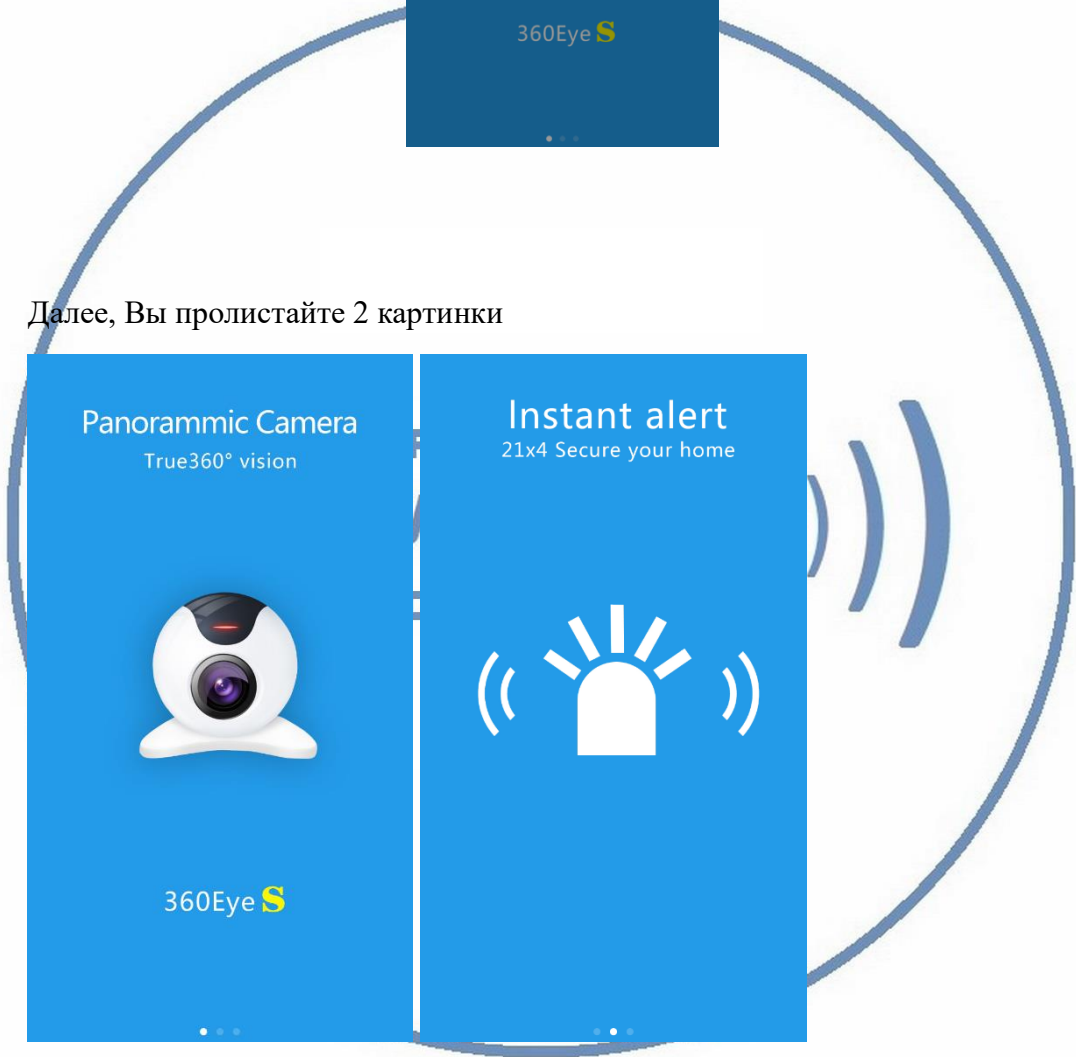 360Eye S
Далее, Вы пролистайте 2 картинки
Panorammic Camera
True360° vision
360Eye S
Instant alert
21x4 Secure your home